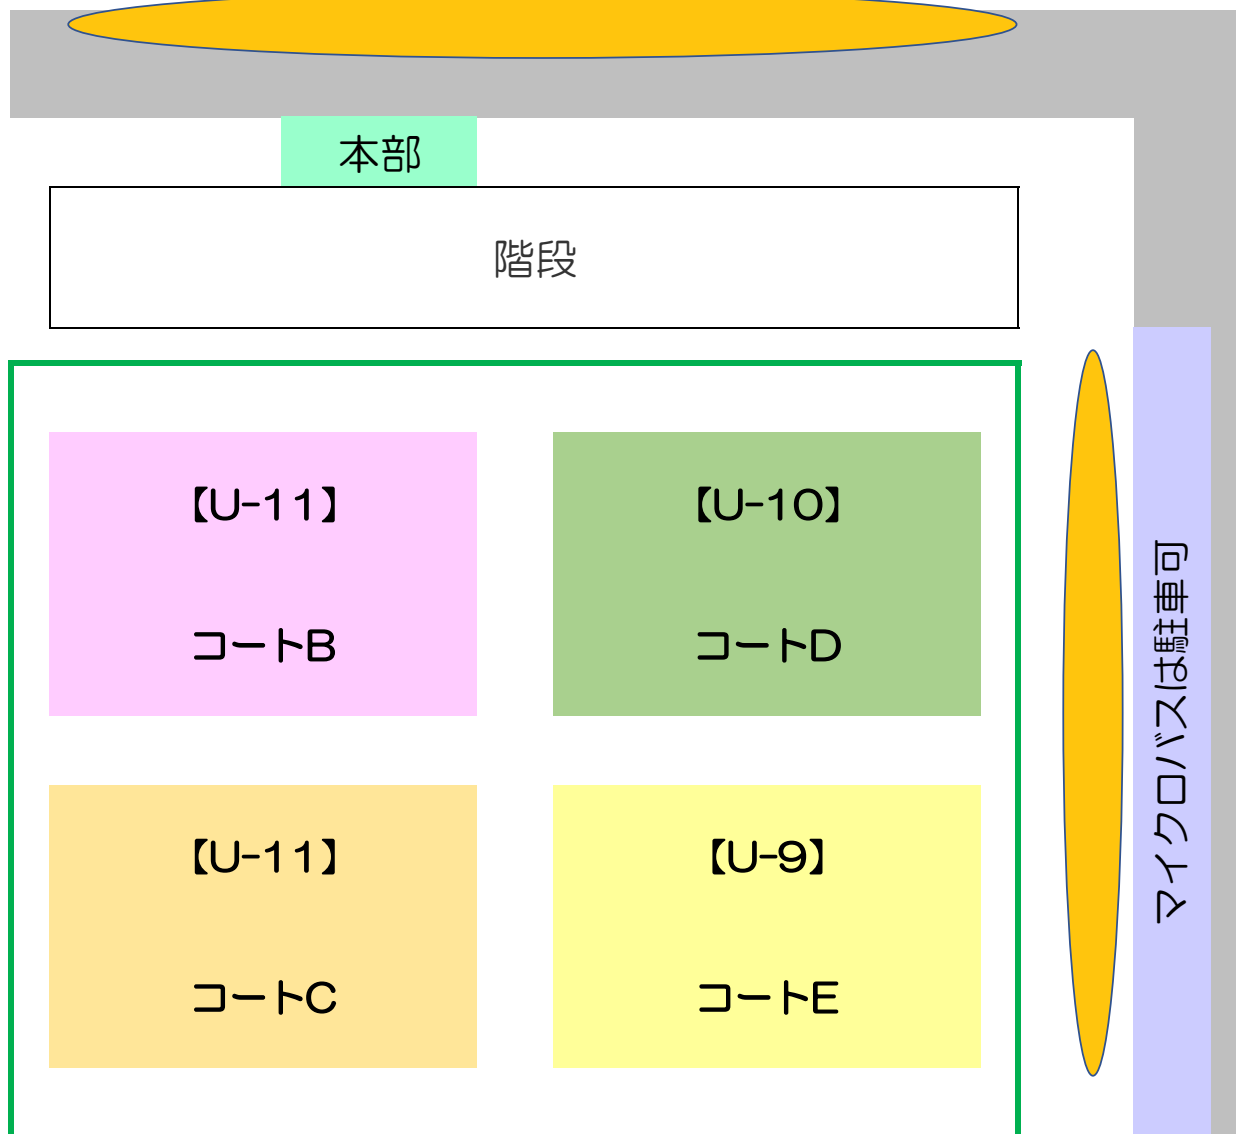 本部
階段
【U-11】
コートB
【U-10】
コートD
【U-11】
コートC
【U-9】
コートE
マイクロバスは駐車可